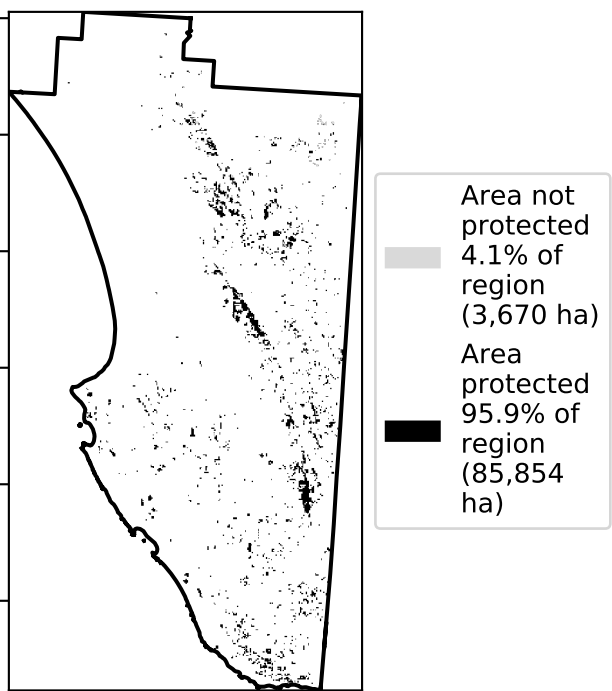 Area not
protected
4.1% of
region
(3,670 ha)
Area
protected
95.9% of
region
(85,854
ha)